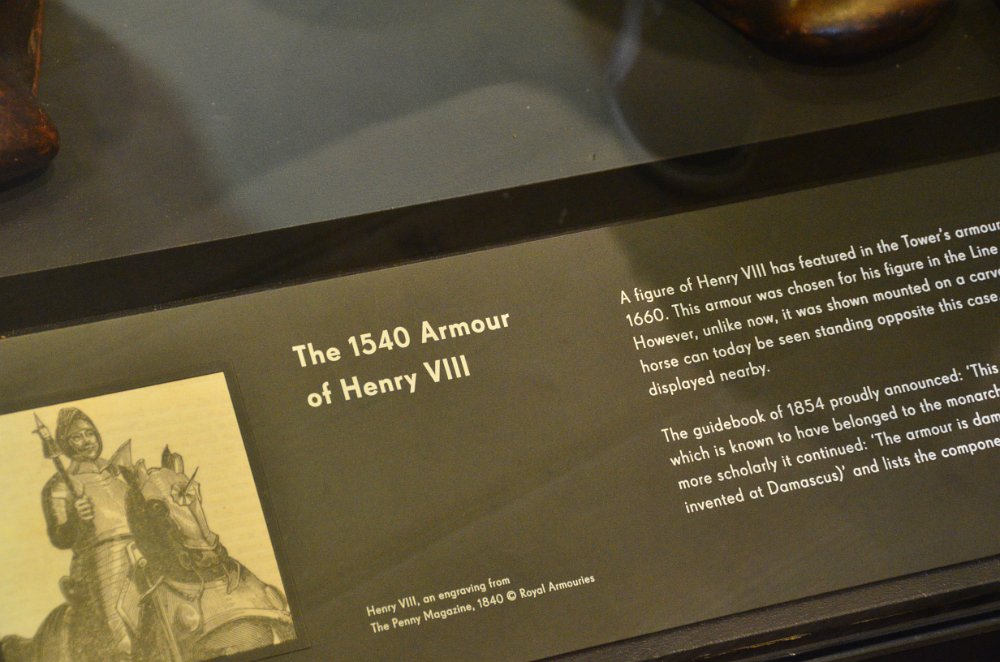 The 1540 Armour
of Henry VIII
A figure of Henry VIII has featured in the Tower's armour
1660. This armour was chosen for his figure in the Line
However, unlike now, it was shown mounted on a carve
horse can today be seen standing opposite this case
displayed nearby.
The guidebook of 1854 proudly announced: 'This
which is known to have belonged to the monarch
more scholarly it continued: 'The armour is dam
invented at Damascus)' and lists the compone
Henry VIII, an engraving from
The Penny Magazine, 1840 © Royal Armouries